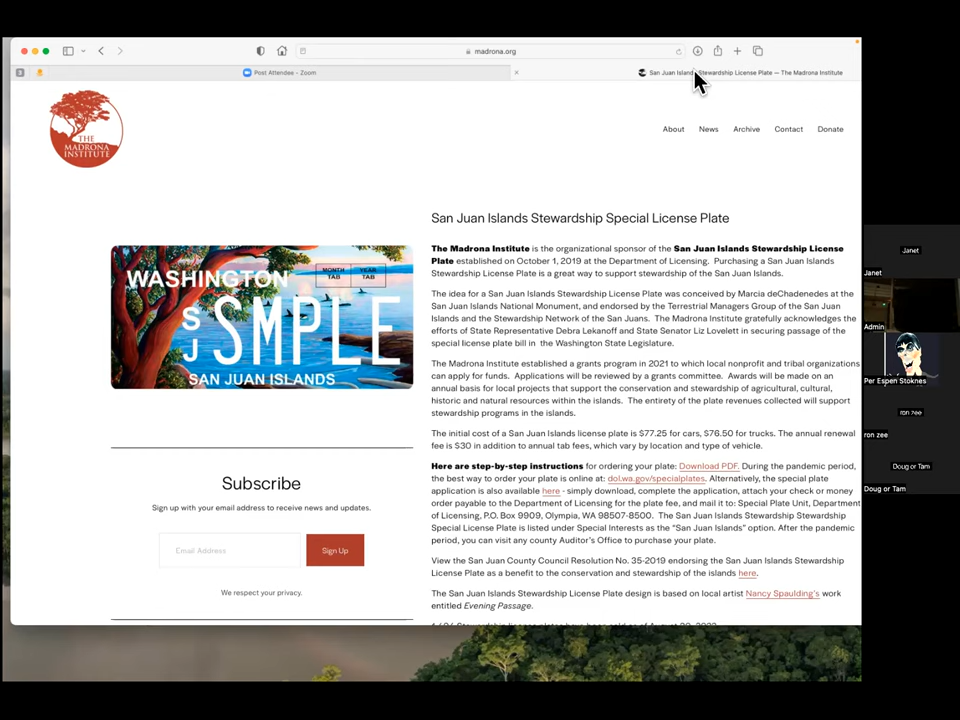 madrona.org
3
Post Attendee - Zoom
San Juan Islands Stewardship License Plate — The Madrona Institute
THE
MADRONA
INSTITUTE
About News Archive Contact Donate
San Juan Islands Stewardship Special License Plate
WASHINGTON
MONTH
TAB
YEAR
TAB
S
J
SMPLE
SAN JUAN ISLANDS
The Madrona Institute is the organizational sponsor of the San Juan Islands Stewardship License
Plate established on October 1, 2019 at the Department of Licensing. Purchasing a San Juan Islands
Stewardship License Plate is a great way to support stewardship of the San Juan Islands.
The idea for a San Juan Islands Stewardship License Plate was conceived by Marcia deChadenedes at the
San Juan Islands National Monument, and endorsed by the Terrestrial Managers Group of the San Juan
Islands and the Stewardship Network of the San Juans. The Madrona Institute gratefully acknowledges the
efforts of State Representative Debra Lekanoff and State Senator Liz Lovelett in securing passage of the
special license plate bill in the Washington State Legislature.
The Madrona Institute established a grants program in 2021 to which local nonprofit and tribal organizations
can apply for funds. Applications will be reviewed by a grants committee. Awards will be made on an
annual basis for local projects that support the conservation and stewardship of agricultural, cultural,
historic and natural resources within the islands. The entirety of the plate revenues collected will support
stewardship programs in the islands.
The initial cost of a San Juan Islands license plate is $77.25 for cars, $76.50 for trucks. The annual renewal
fee is $30 in addition to annual tab fees, which vary by location and type of vehicle.
Here are step-by-step instructions for ordering your plate: Download PDF. During the pandemic period,
the best way to order your plate is online at: dol.wa.gov/specialplates. Alternatively, the special plate
application is also available here - simply download, complete the application, attach your check or money
order payable to the Department of Licensing for the plate fee, and mail it to: Special Plate Unit, Department
of Licensing, P.O. Box 9909, Olympia, WA 98507-8500. The San Juan Islands Stewardship Stewardship
Special License Plate is listed under Special Interests as the “San Juan Islands” option. After the pandemic
period, you can visit any county Auditor’s Office to purchase your plate.
View the San Juan County Council Resolution No. 35-2019 endorsing the San Juan Islands Stewardship
License Plate as a benefit to the conservation and stewardship of the islands here.
The San Juan Islands Stewardship License Plate design is based on local artist Nancy Spaulding’s work
entitled Evening Passage.
Subscribe
Sign up with your email address to receive news and updates.
Email Address
Sign Up
We respect your privacy.
Janet
Janet
Admin
Per Espen Stoknes
ron zee
ron zee
Doug or Tam
Doug or Tam